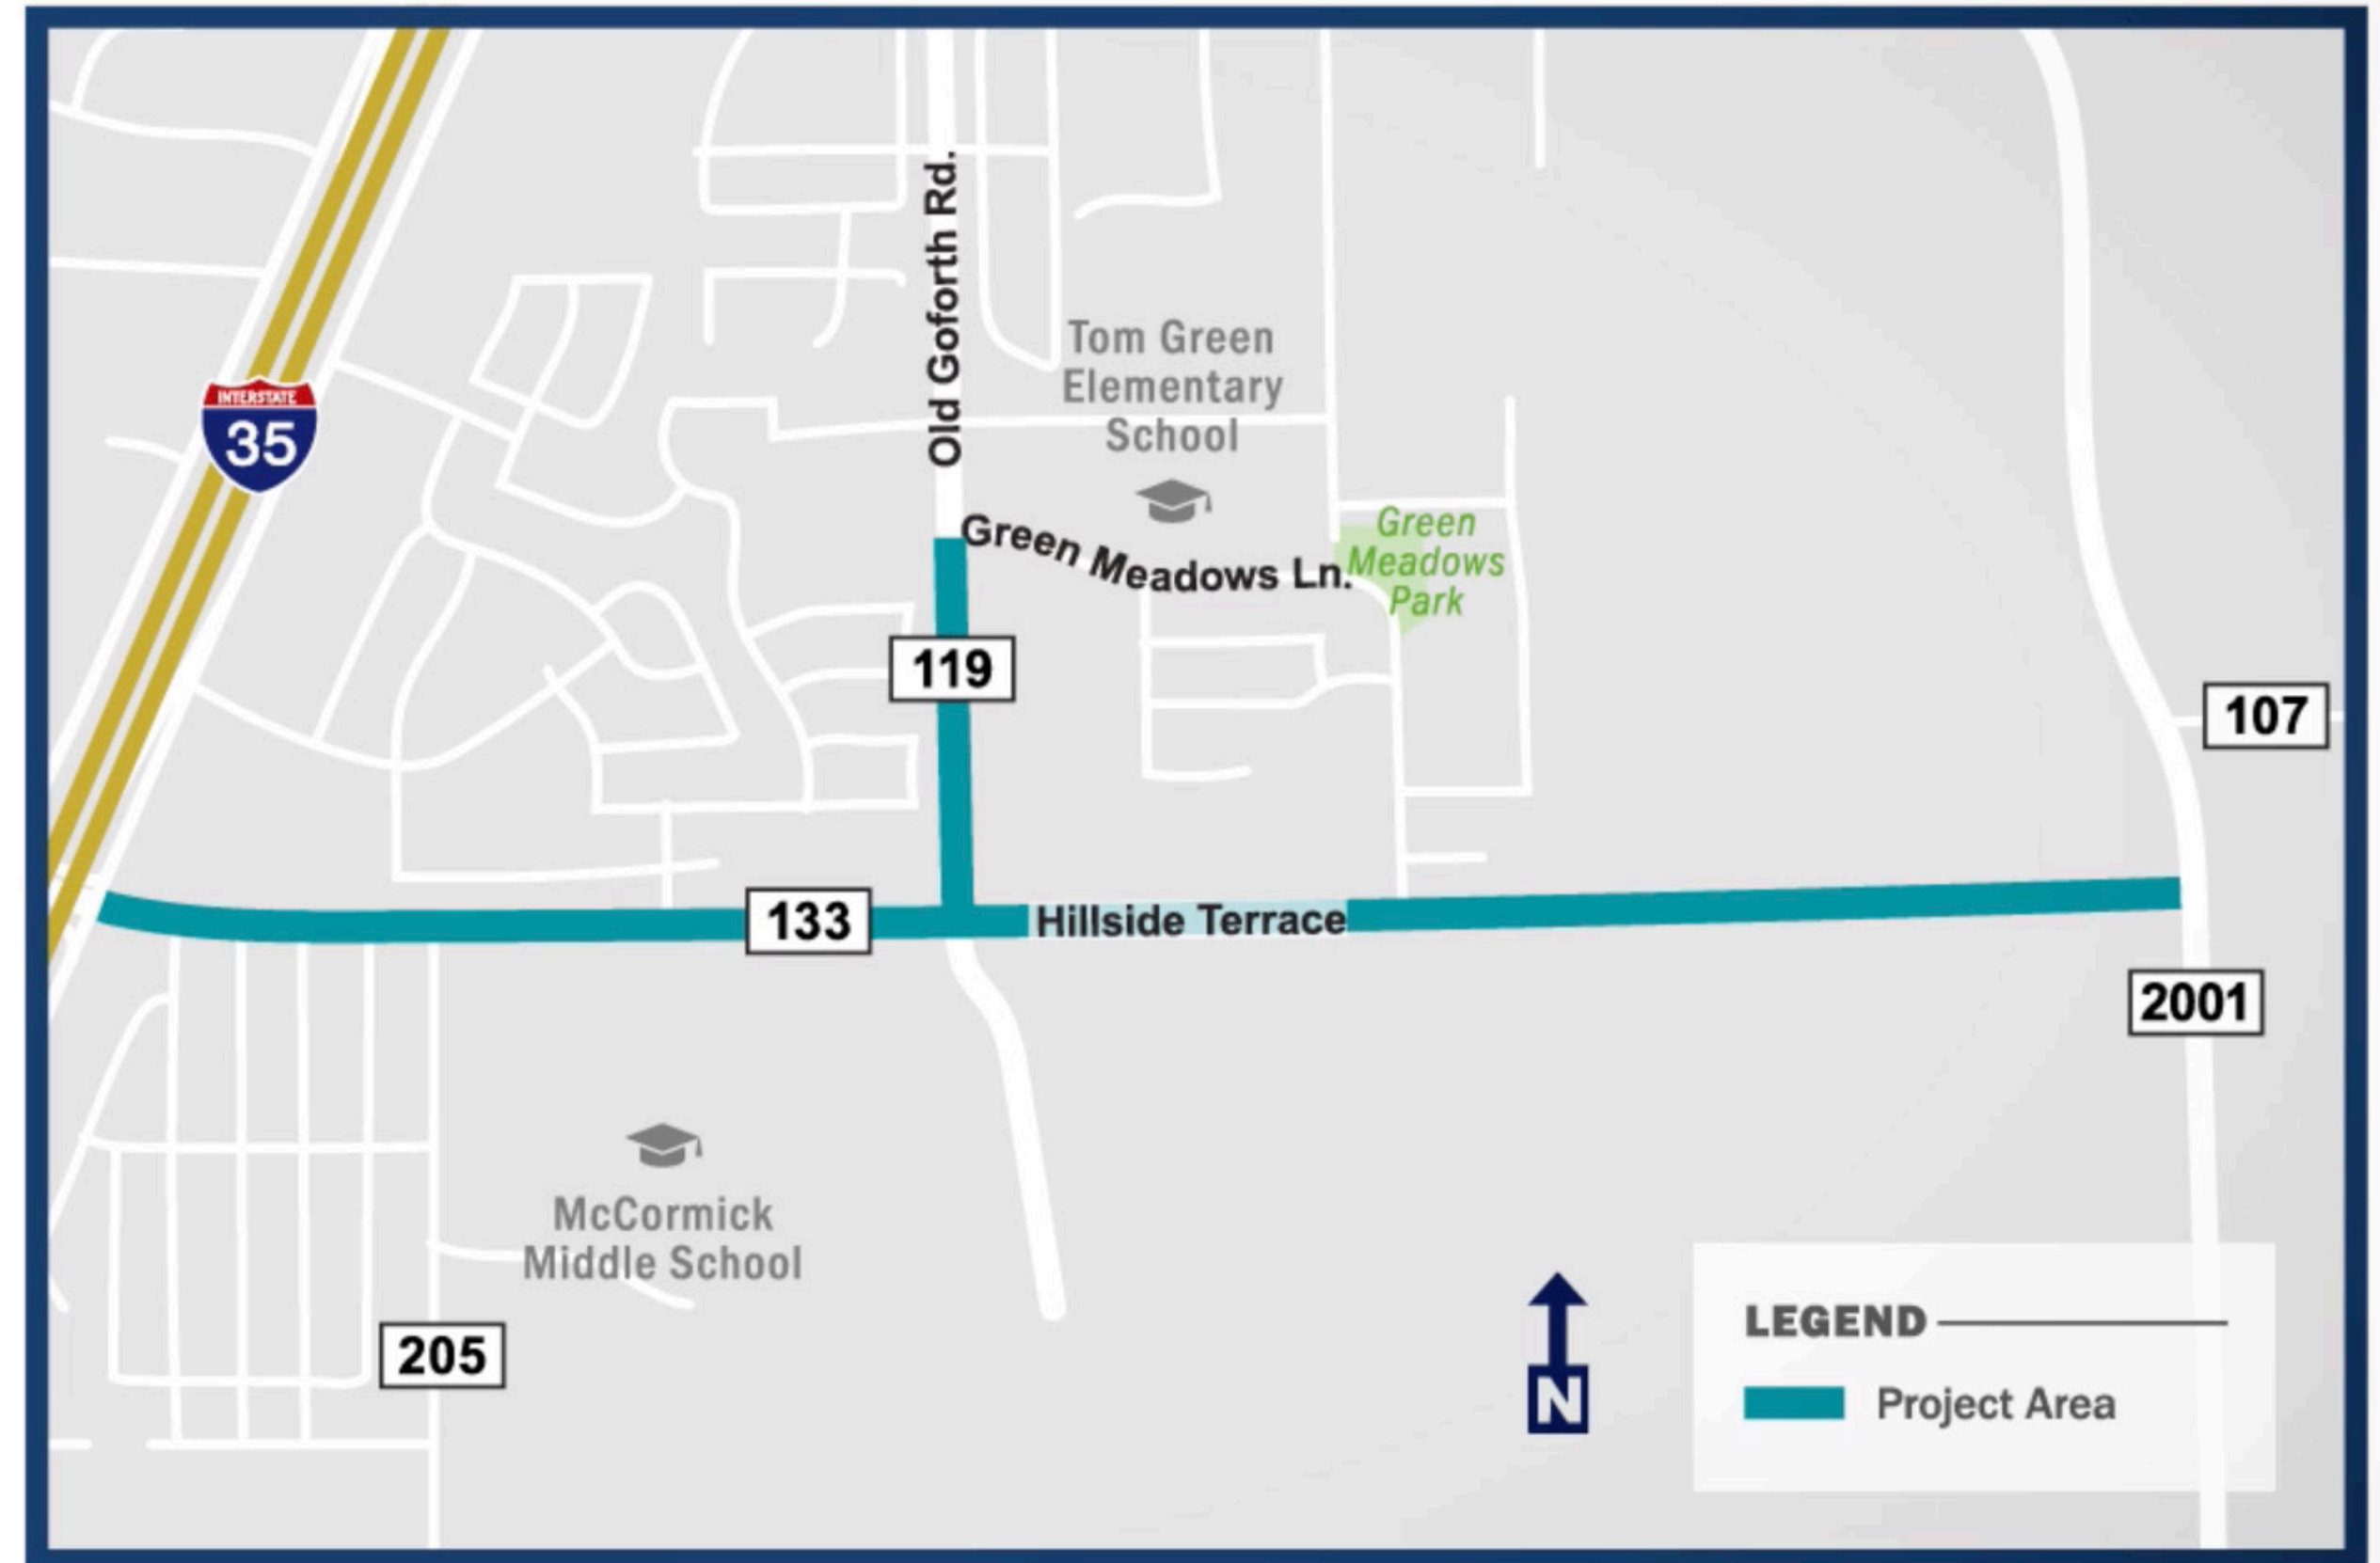 Old Goforth Rd.
Tom Green
Elementary
School
INTERSTATE
35
Green Meadows Ln.
Green
Meadows
Park
119
107
133
Hillside Terrace
2001
McCormick
Middle School
205
N
LEGEND
Project Area